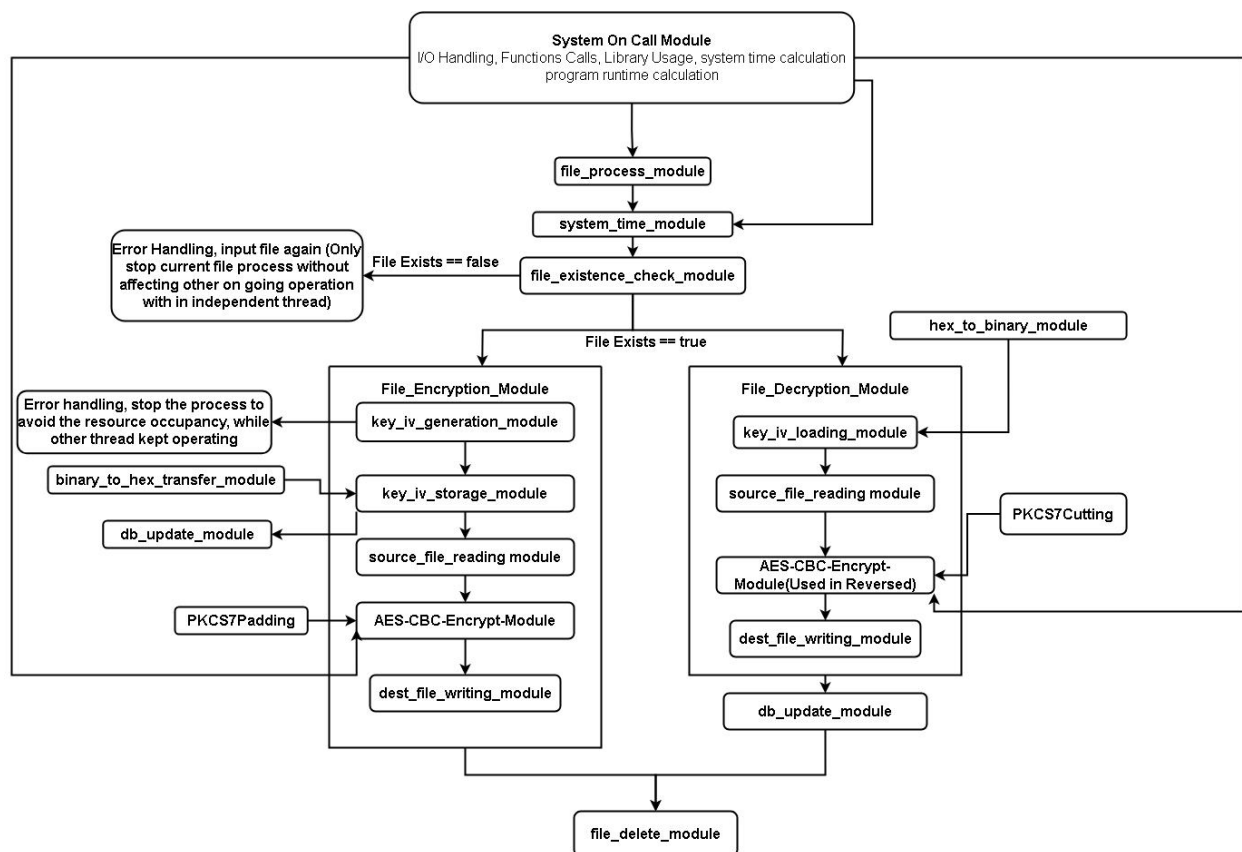 System On Call Module
I/O Handling, Functions Calls, Library Usage, system time calculation
program runtime calculation
file_process_module
system_time_module
Error Handling, input file again (Only
stop current file process without
affecting other on going operation
with in independent thread)
File Exists == false
file_existence_check_module
File Exists == true
hex_to_binary_module
File_Encryption_Module
Error handling, stop the process to
avoid the resource occupancy, while
other thread kept operating
key_iv_generation_module
binary_to_hex_transfer_module
key_iv_storage_module
db_update_module
source_file_reading module
PKCS7Padding
AES-CBC-Encrypt-Module
dest_file_writing_module
File_Decryption_Module
key_iv_loading_module
source_file_reading module
PKCS7Cutting
AES-CBC-Encrypt-
Module(Used in Reversed)
dest_file_writing_module
db_update_module
file_delete_module